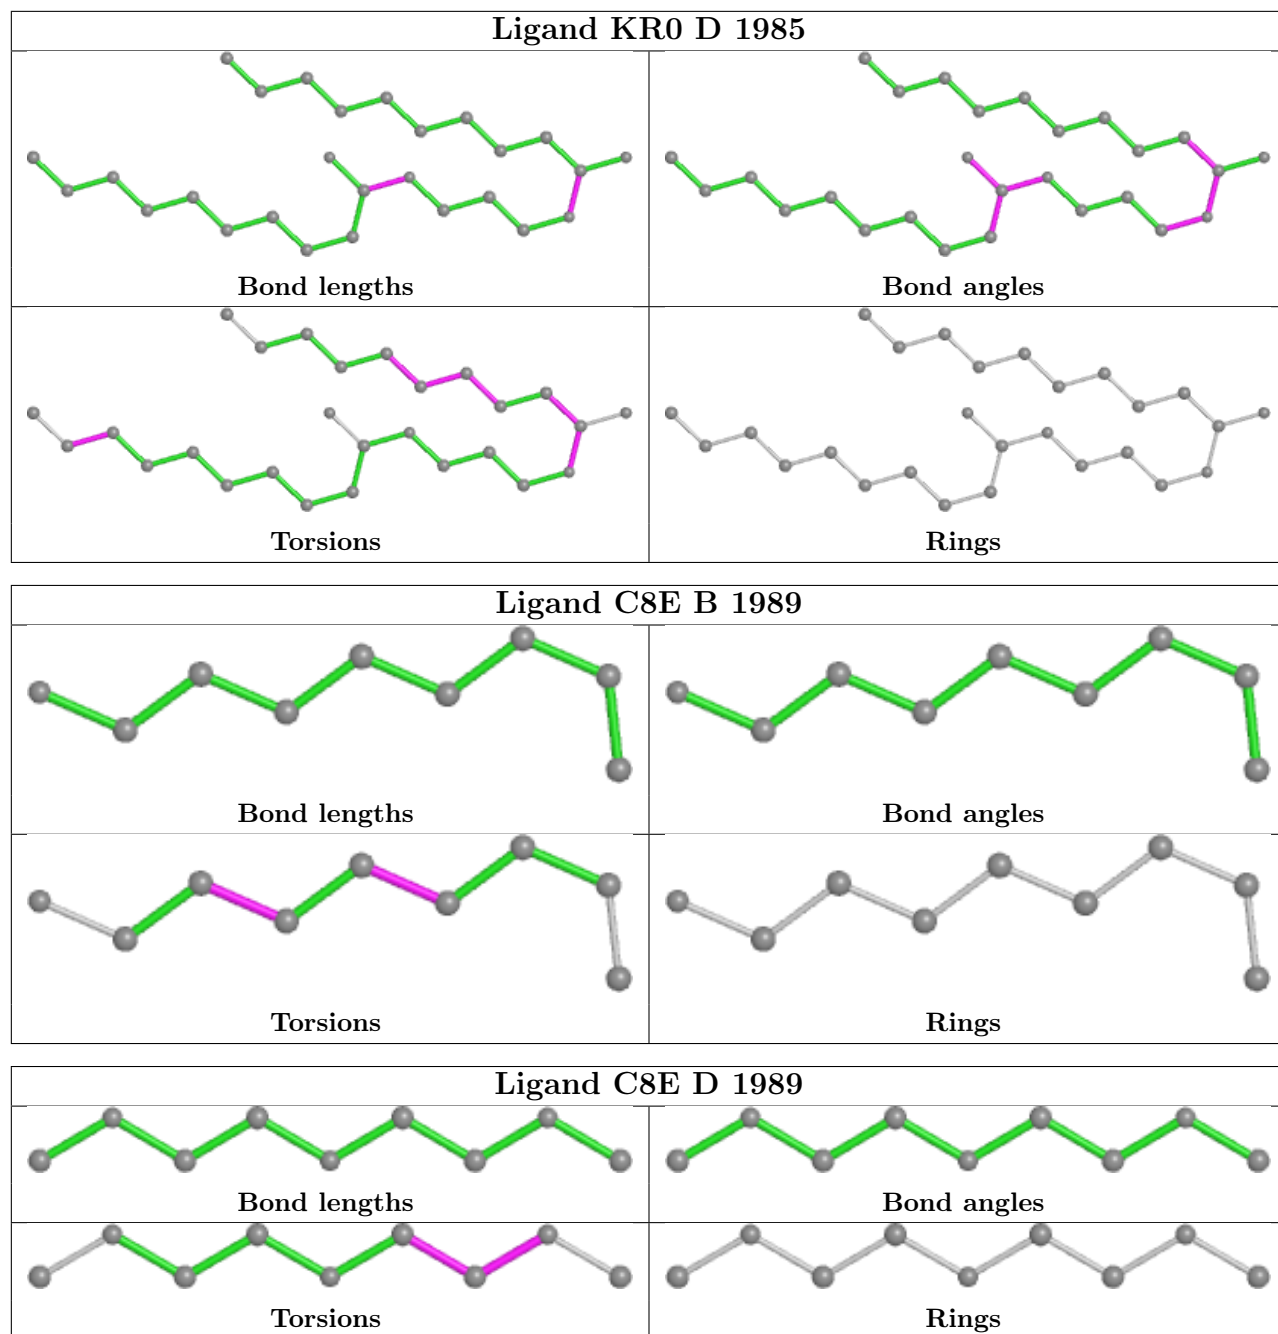 Ligand KR0 D 1985
Bond lengths
Bond angles
Torsions
Rings
Ligand C8E B 1989
Bond lengths
Bond angles
Torsions
Rings
Ligand C8E D 1989
Bond lengths
Bond angles
Torsions
Rings